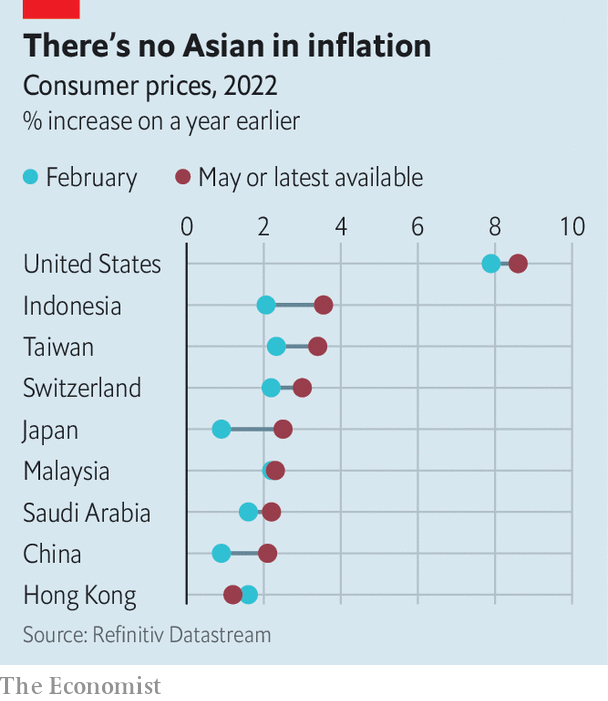 There's no Asian in inflation
Consumer prices, 2022
% increase on a year earlier
February May or latest available
0 2 4 6 8 10
United States
Indonesia
Taiwan
Switzerland
Japan
Malaysia
Saudi Arabia
China
Hong Kong
Source: Refinitiv Datastream
The Economist